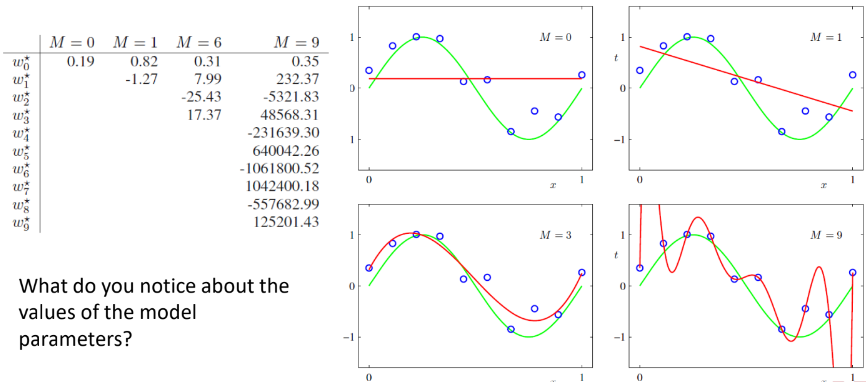 M = 0 M = 1 M = 6 M = 9
w₀* 0.19 0.82 0.31 0.35
w₁* -1.27 7.99 232.37
w₂* -25.43 -5321.83
w₃* 17.37 48568.31
w₄* -231639.30
w₅* 640042.26
w₆* -1061800.52
w₇* 1042400.18
w₈* -557682.99
w₉* 125201.43
What do you notice about the
values of the model
parameters?
M = 0
1
0
1
0 x 1
M = 1
1
t
0
−1
0 x 1
M = 3
1
0
−1
0 x 1
M = 9
1
t
0
−1
0 1